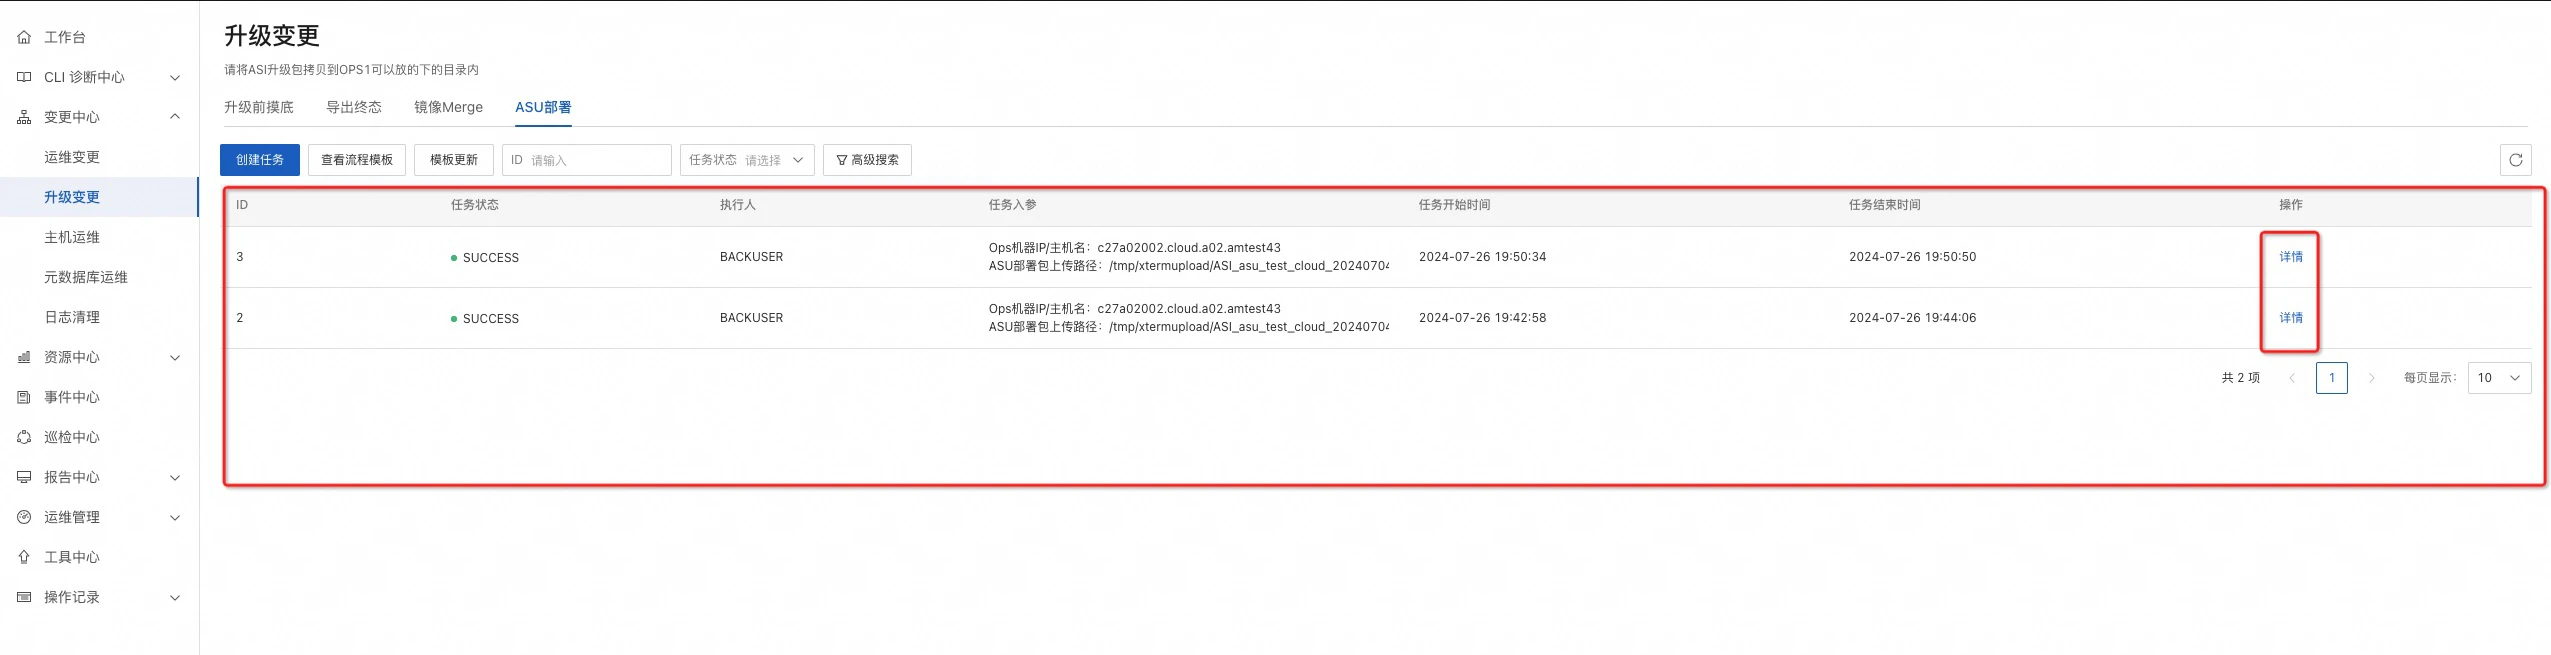 工作台
CLI 诊断中心
变更中心
运维变更
升级变更
主机运维
元数据库运维
日志清理
资源中心
事件中心
巡检中心
报告中心
运维管理
工具中心
操作记录
升级变更
请将ASI升级包拷贝到OPS1可以放的下的目录内
升级前摸底 导出终态 镜像Merge ASU部署
创建任务 查看流程模板 模板更新 ID 请输入 任务状态 请选择 高级搜索
ID 任务状态 执行人 任务入参 任务开始时间 任务结束时间 操作
3 SUCCESS BACKUSER Ops机器IP/主机名：c27a02002.cloud.a02.amtest43 2024-07-26 19:50:34 2024-07-26 19:50:50 详情
ASU部署包上传路径：/tmp/xtermupload/ASI_asu_test_cloud_20240704
2 SUCCESS BACKUSER Ops机器IP/主机名：c27a02002.cloud.a02.amtest43 2024-07-26 19:42:58 2024-07-26 19:44:06 详情
ASU部署包上传路径：/tmp/xtermupload/ASI_asu_test_cloud_20240704
共 2 项 1 每页显示： 10